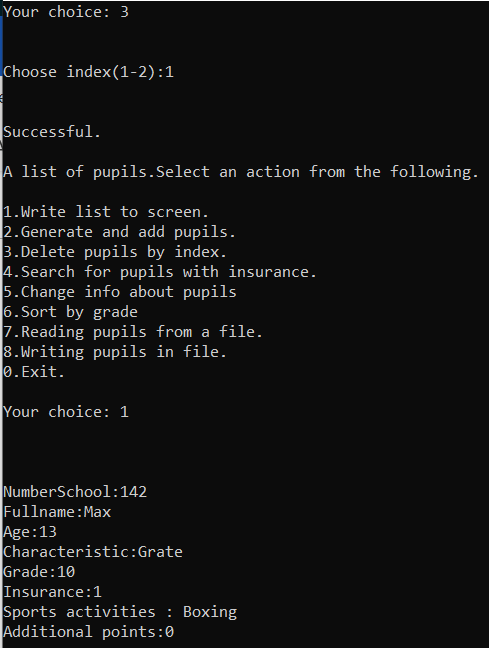 Your choice: 3
Choose index(1-2):1
Successful.
A list of pupils.Select an action from the following.
1.Write list to screen.
2.Generate and add pupils.
3.Delete pupils by index.
4.Search for pupils with insurance.
5.Change info about pupils
6.Sort by grade
7.Reading pupils from a file.
8.Writing pupils in file.
0.Exit.
Your choice: 1
NumberSchool:142
Fullname:Max
Age:13
Characteristic:Grate
Grade:10
Insurance:1
Sports activities : Boxing
Additional points:0